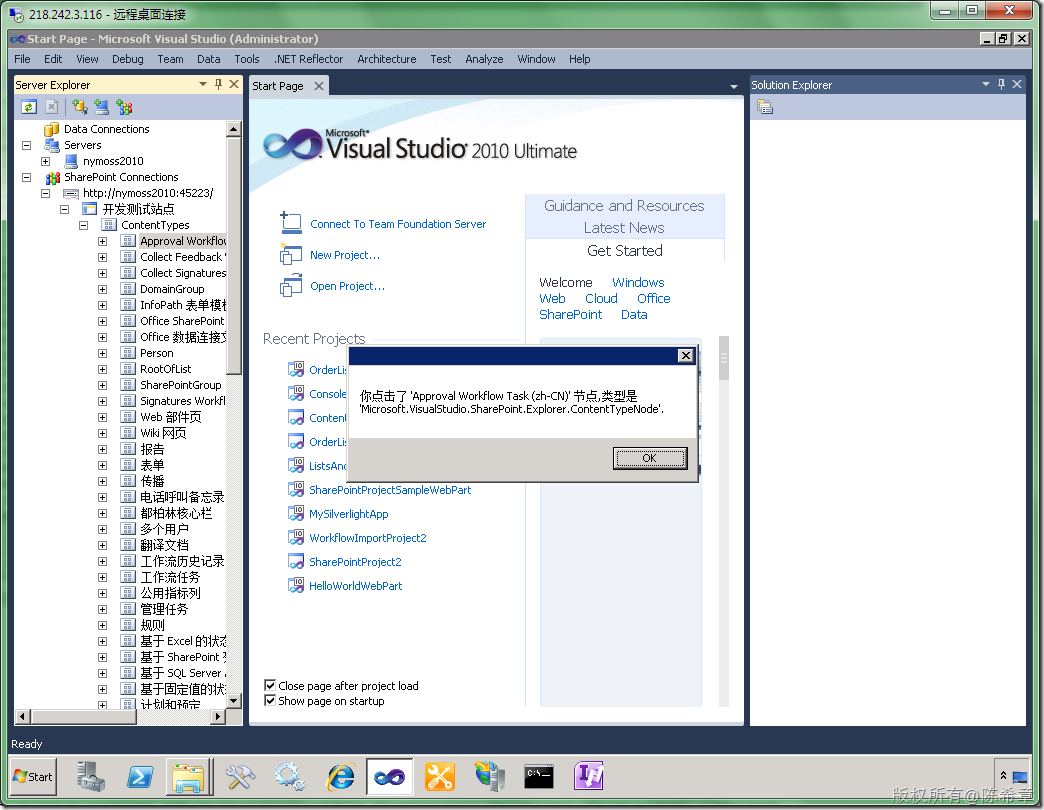 218.242.3.116 - 远程桌面连接
Start Page - Microsoft Visual Studio (Administrator)
File Edit View Debug Team Data Tools .NET Reflector Architecture Test Analyze Window Help
Server Explorer
Data Connections
Servers
nymoss2010
SharePoint Connections
http://nymoss2010:45223/
开发测试站点
ContentTypes
Approval Workflo
Collect Feedback
Collect Signatures
DomainGroup
InfoPath 表单模板
Office SharePoint
Office 数据连接文
Person
RootOfList
SharePointGroup
Signatures Workfl
Web 部件页
Wiki 网页
报告
表单
传播
电话呼叫备忘录
都柏林核心栏
多个用户
翻译文档
工作流历史记录
工作流任务
公用指标列
管理任务
规则
基于 Excel 的状态
基于 SharePoint
基于 SQL Server
基于固定值的状
计划和预定
Start Page
Microsoft®
Visual Studio® 2010 Ultimate
Connect To Team Foundation Server
New Project...
Open Project...
Recent Projects
OrderLis
Console
Content
OrderLis
ListsAnd
SharePointProjectSampleWebPart
MySilverlightApp
WorkflowImportProject2
SharePointProject2
HelloWorldWebPart
Close page after project load
Show page on startup
Guidance and Resources
Latest News
Get Started
Welcome Windows
Web Cloud Office
SharePoint Data
你点击了 'Approval Workflow Task (zh-CN)' 节点,类型是
'Microsoft.VisualStudio.SharePoint.Explorer.ContentTypeNode'.
OK
Solution Explorer
Ready
Start
版权所有@陈希章